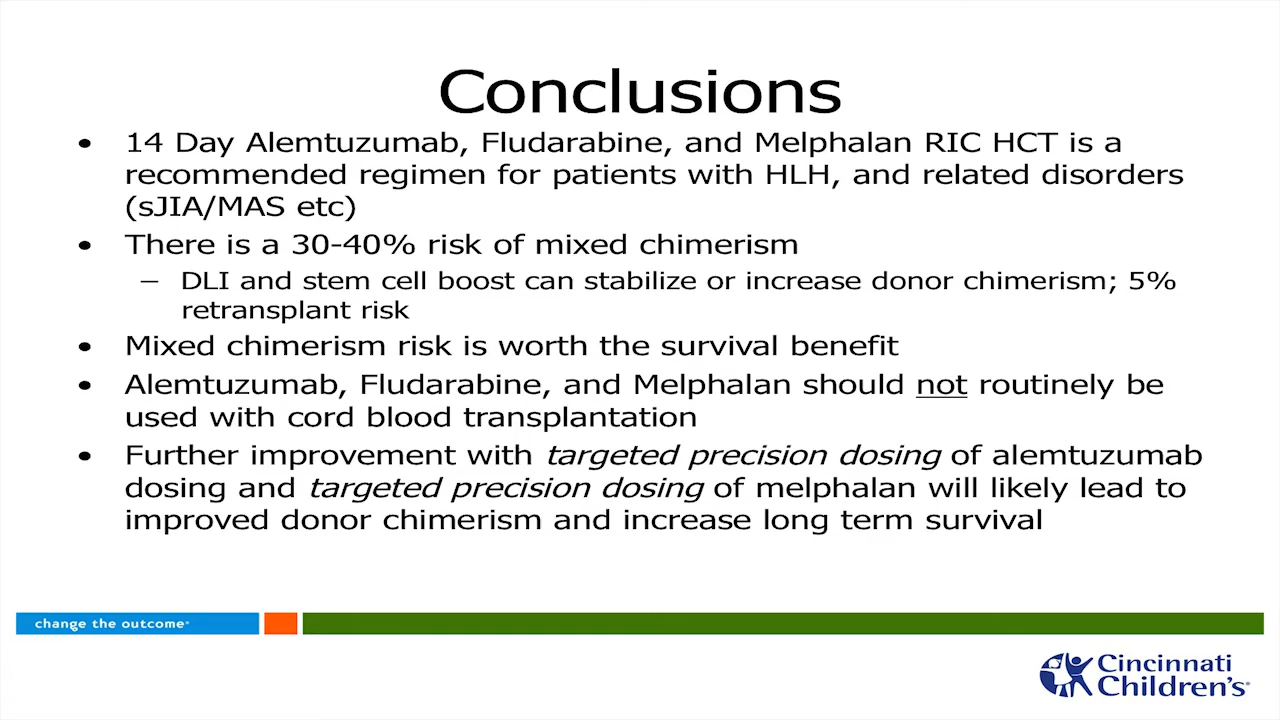 Conclusions
• 14 Day Alemtuzumab, Fludarabine, and Melphalan RIC HCT is a
recommended regimen for patients with HLH, and related disorders
(sJIA/MAS etc)
• There is a 30-40% risk of mixed chimerism
– DLI and stem cell boost can stabilize or increase donor chimerism; 5%
retransplant risk
• Mixed chimerism risk is worth the survival benefit
• Alemtuzumab, Fludarabine, and Melphalan should not routinely be
used with cord blood transplantation
• Further improvement with targeted precision dosing of alemtuzumab
dosing and targeted precision dosing of melphalan will likely lead to
improved donor chimerism and increase long term survival
change the outcome®
Cincinnati
Children's®